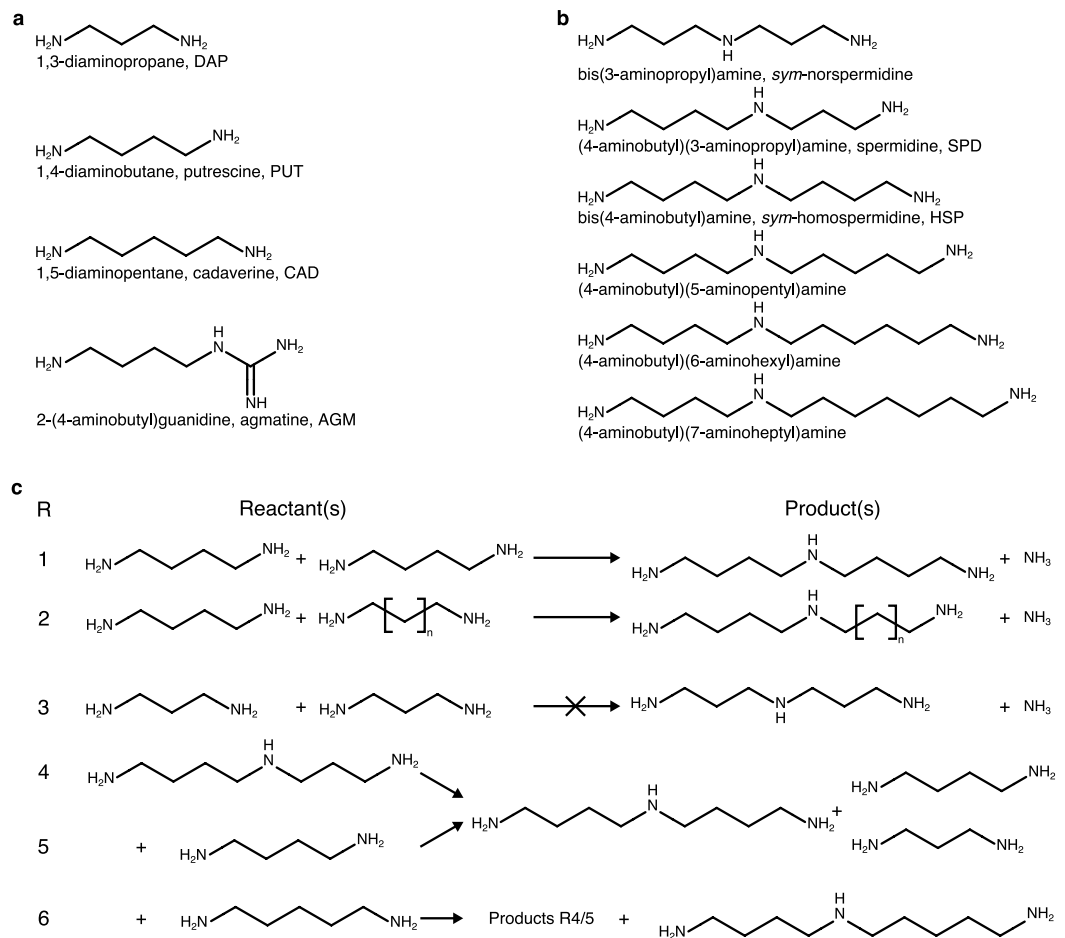 a
H₂N NH₂
1,3-diaminopropane, DAP
H₂N NH₂
1,4-diaminobutane, putrescine, PUT
H₂N NH₂
1,5-diaminopentane, cadaverine, CAD
H₂N H N NH₂ NH
2-(4-aminobutyl)guanidine, agmatine, AGM
b
H₂N N H NH₂
bis(3-aminopropyl)amine, sym-norspermidine
H₂N H N NH₂
(4-aminobutyl)(3-aminopropyl)amine, spermidine, SPD
H₂N H N NH₂
bis(4-aminobutyl)amine, sym-homospermidine, HSP
H₂N H N NH₂
(4-aminobutyl)(5-aminopentyl)amine
H₂N H N NH₂
(4-aminobutyl)(6-aminohexyl)amine
H₂N H N NH₂
(4-aminobutyl)(7-aminoheptyl)amine
c
R Reactant(s) Product(s)
1 H₂N NH₂ + H₂N NH₂ H₂N H N NH₂ + NH₃
2 H₂N NH₂ + H₂N n NH₂ H₂N H N n NH₂ + NH₃
3 H₂N NH₂ + H₂N NH₂ H₂N N H NH₂ + NH₃
4 H₂N H N NH₂ H₂N NH₂
H₂N H N NH₂ +
5 + H₂N NH₂ H₂N NH₂
6 + H₂N NH₂ Products R4/5 + H₂N H N NH₂